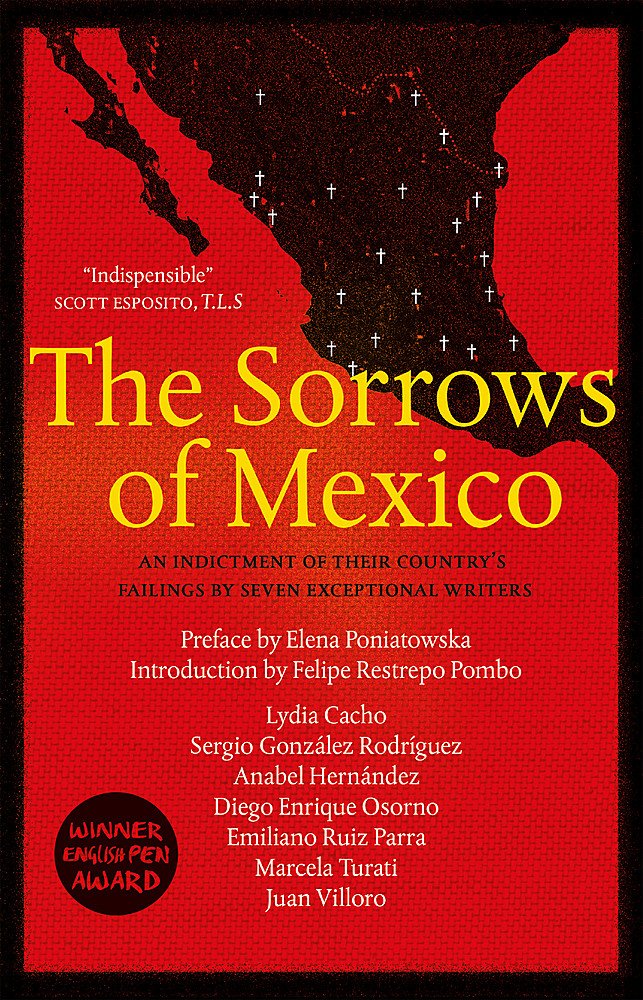 “Indispensible”
SCOTT ESPOSITO, T.L.S
The Sorrows
of Mexico
AN INDICTMENT OF THEIR COUNTRY’S
FAILINGS BY SEVEN EXCEPTIONAL WRITERS
Preface by Elena Poniatowska
Introduction by Felipe Restrepo Pombo
Lydia Cacho
Sergio González Rodríguez
Anabel Hernández
Diego Enrique Osorno
Emiliano Ruiz Parra
Marcela Turati
Juan Villoro
WINNER
ENGLISH PEN
AWARD